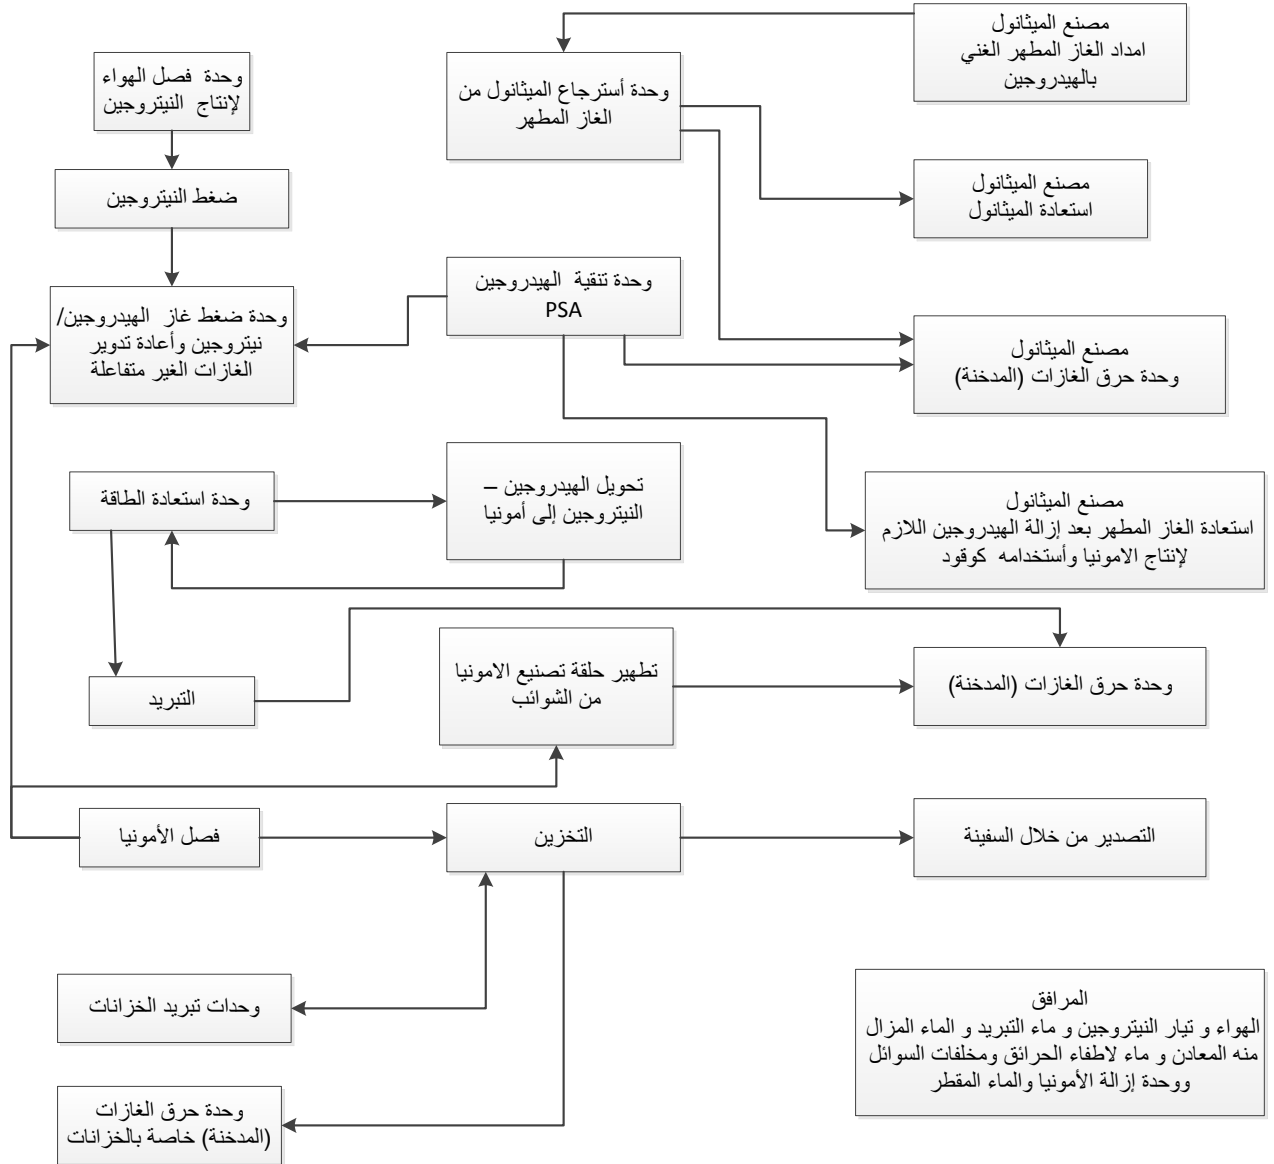 مصنع الميثانول
امداد الغاز المطهر الغني
بالهيدروجين
وحدة أسترجاع الميثانول من
الغاز المطهر
وحدة فصل الهواء
لإنتاج النيتروجين
مصنع الميثانول
استعادة الميثانول
ضغط النيتروجين
وحدة تنقية الهيدروجين
PSA
وحدة ضغط غاز الهيدروجين/
نيتروجين وأعادة تدوير
الغازات الغير متفاعلة
مصنع الميثانول
وحدة حرق الغازات (المدخنة)
تحويل الهيدروجين –
النيتروجين إلى أمونيا
وحدة استعادة الطاقة
مصنع الميثانول
استعادة الغاز المطهر بعد إزالة الهيدروجين اللازم
لإنتاج الامونيا وأستخدامه كوقود
تطهير حلقة تصنيع الامونيا
من الشوائب
وحدة حرق الغازات (المدخنة)
التبريد
فصل الأمونيا
التخزين
التصدير من خلال السفينة
وحدات تبريد الخزانات
المرافق
الهواء و تيار النيتروجين و ماء التبريد و الماء المزال
منه المعادن و ماء لاطفاء الحرائق ومخلفات السوائل
ووحدة إزالة الأمونيا والماء المقطر
وحدة حرق الغازات
(المدخنة) خاصة بالخزانات